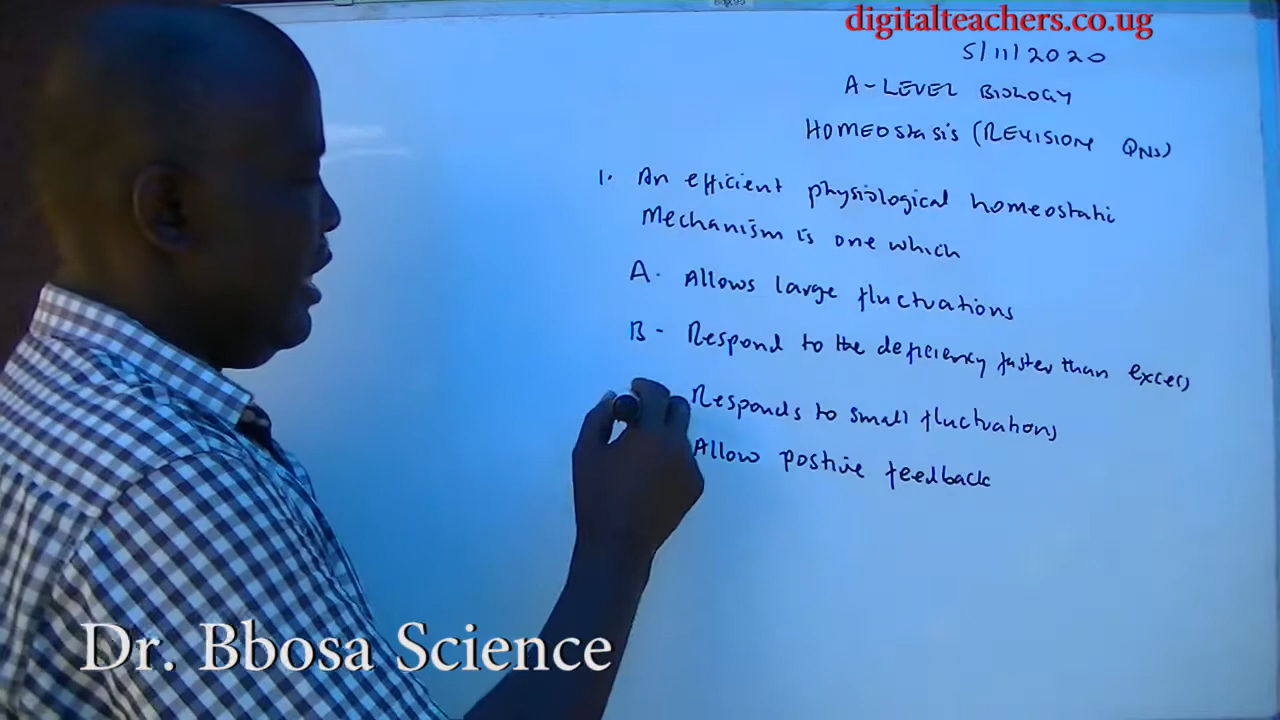 digitalteachers.co.ug
5/11/2020
A-LEVEL BIOLOGY
HOMEOSTASIS (REVISION QNS)
1. An efficient physiological homeostatic
Mechanism is one which
A. Allows large fluctuations
B- Respond to the deficiency faster than excess
Responds to small fluctuations
Allow postive feedback
Dr. Bbosa Science